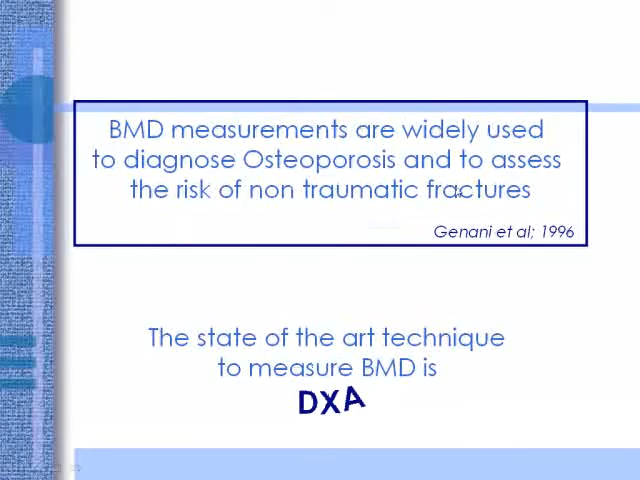 BMD measurements are widely used
to diagnose Osteoporosis and to assess
the risk of non traumatic fractures
Genani et al; 1996
The state of the art technique
to measure BMD is
DXA